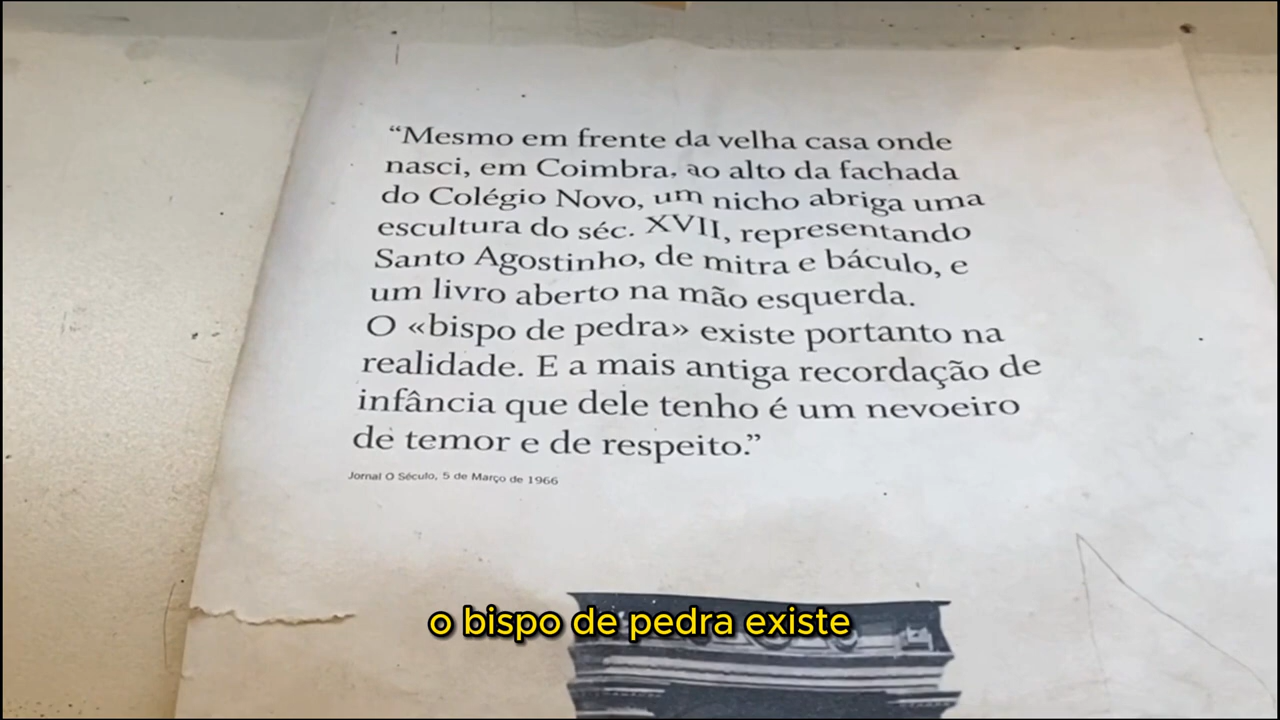 “Mesmo em frente da velha casa onde
nasci, em Coimbra, ao alto da fachada
do Colégio Novo, um nicho abriga uma
escultura do séc. XVII, representando
Santo Agostinho, de mitra e báculo, e
um livro aberto na mão esquerda.
O «bispo de pedra» existe portanto na
realidade. E a mais antiga recordação de
infância que dele tenho é um nevoeiro
de temor e de respeito.”
Jornal O Século, 5 de Março de 1966
o bispo de pedra existe